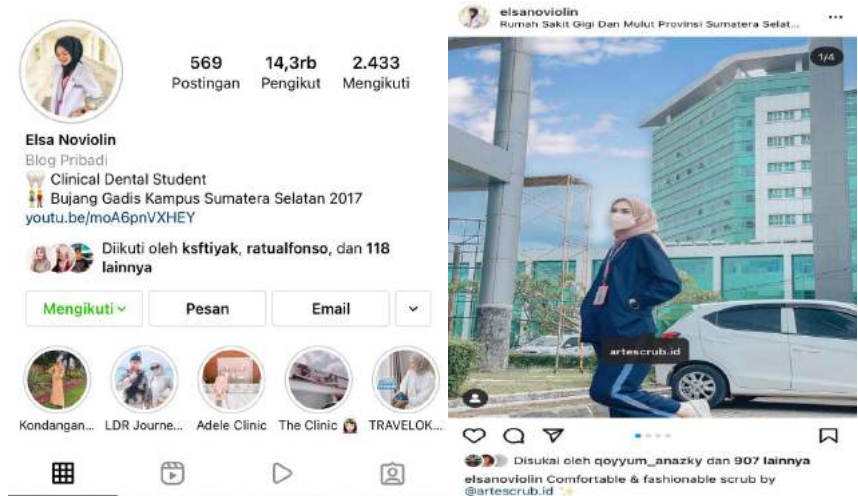 569
14,3rb
2.433
Postingan
Pengikut
Mengikuti
Elsa Noviolin
Blog Pribadi
Clinical Dental Student
Bujang Gadis Kampus Sumatera Selatan 2017
youtu.be/moA6pnVXHEY
Diikuti oleh ksftiyak, ratualfonso, dan 118
lainnya
Mengikuti
Pesan
Email
Kondangan...
LDR Journe...
Adele Clinic
The Clinic
TRAVELOK...
elsanoviolin
Rumah Sakit Gigi Dan Mulut Provinsi Sumatera Selat...
1/4
artescrub.id
Disukai oleh qoyyum_anazky dan 907 lainnya
elsanoviolin Comfortable & fashionable scrub by
@artescrub.id